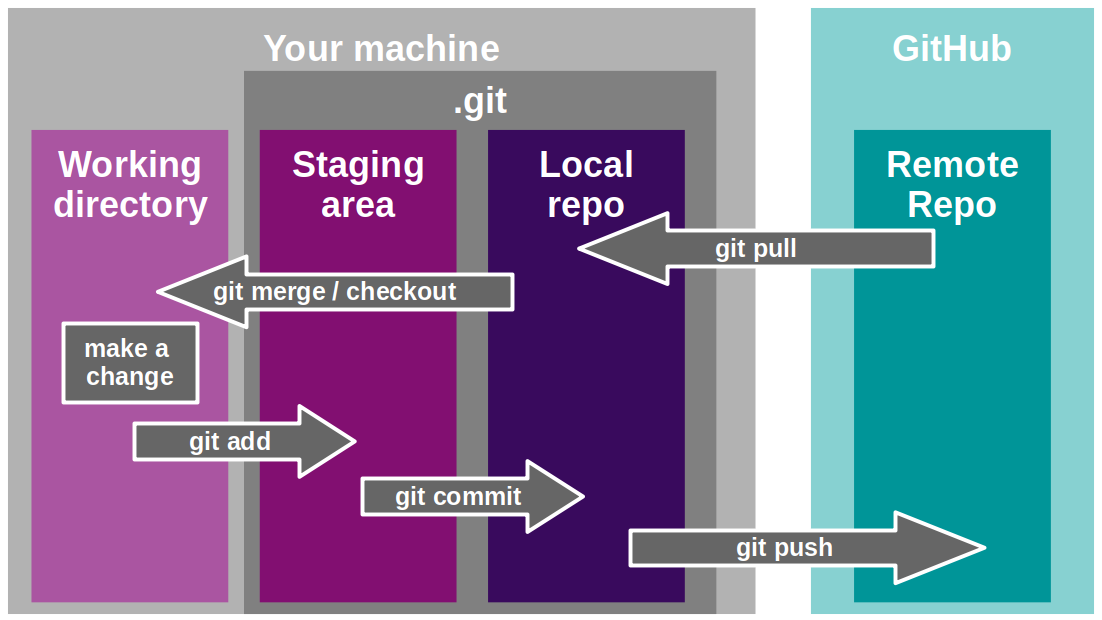 Your machine
GitHub
.git
Working
directory
Staging
area
Local
repo
Remote
Repo
git pull
git merge / checkout
make a
change
git add
git commit
git push